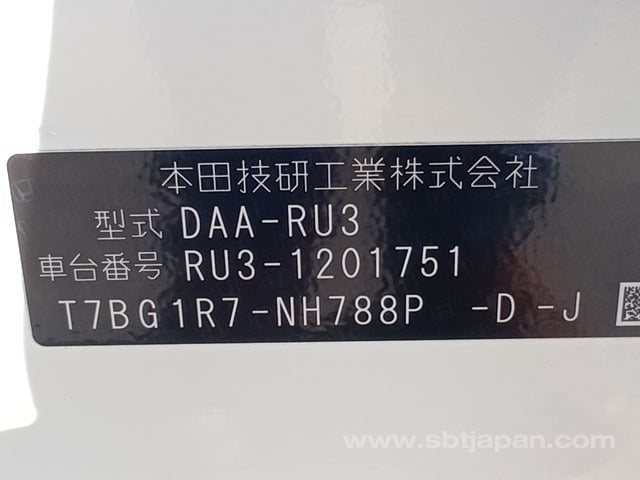 本田技研工業株式会社
型式 DAA-RU3
車台番号 RU3-1201751
T7BG1R7-NH788P -D-J
www.sbtjapan.com